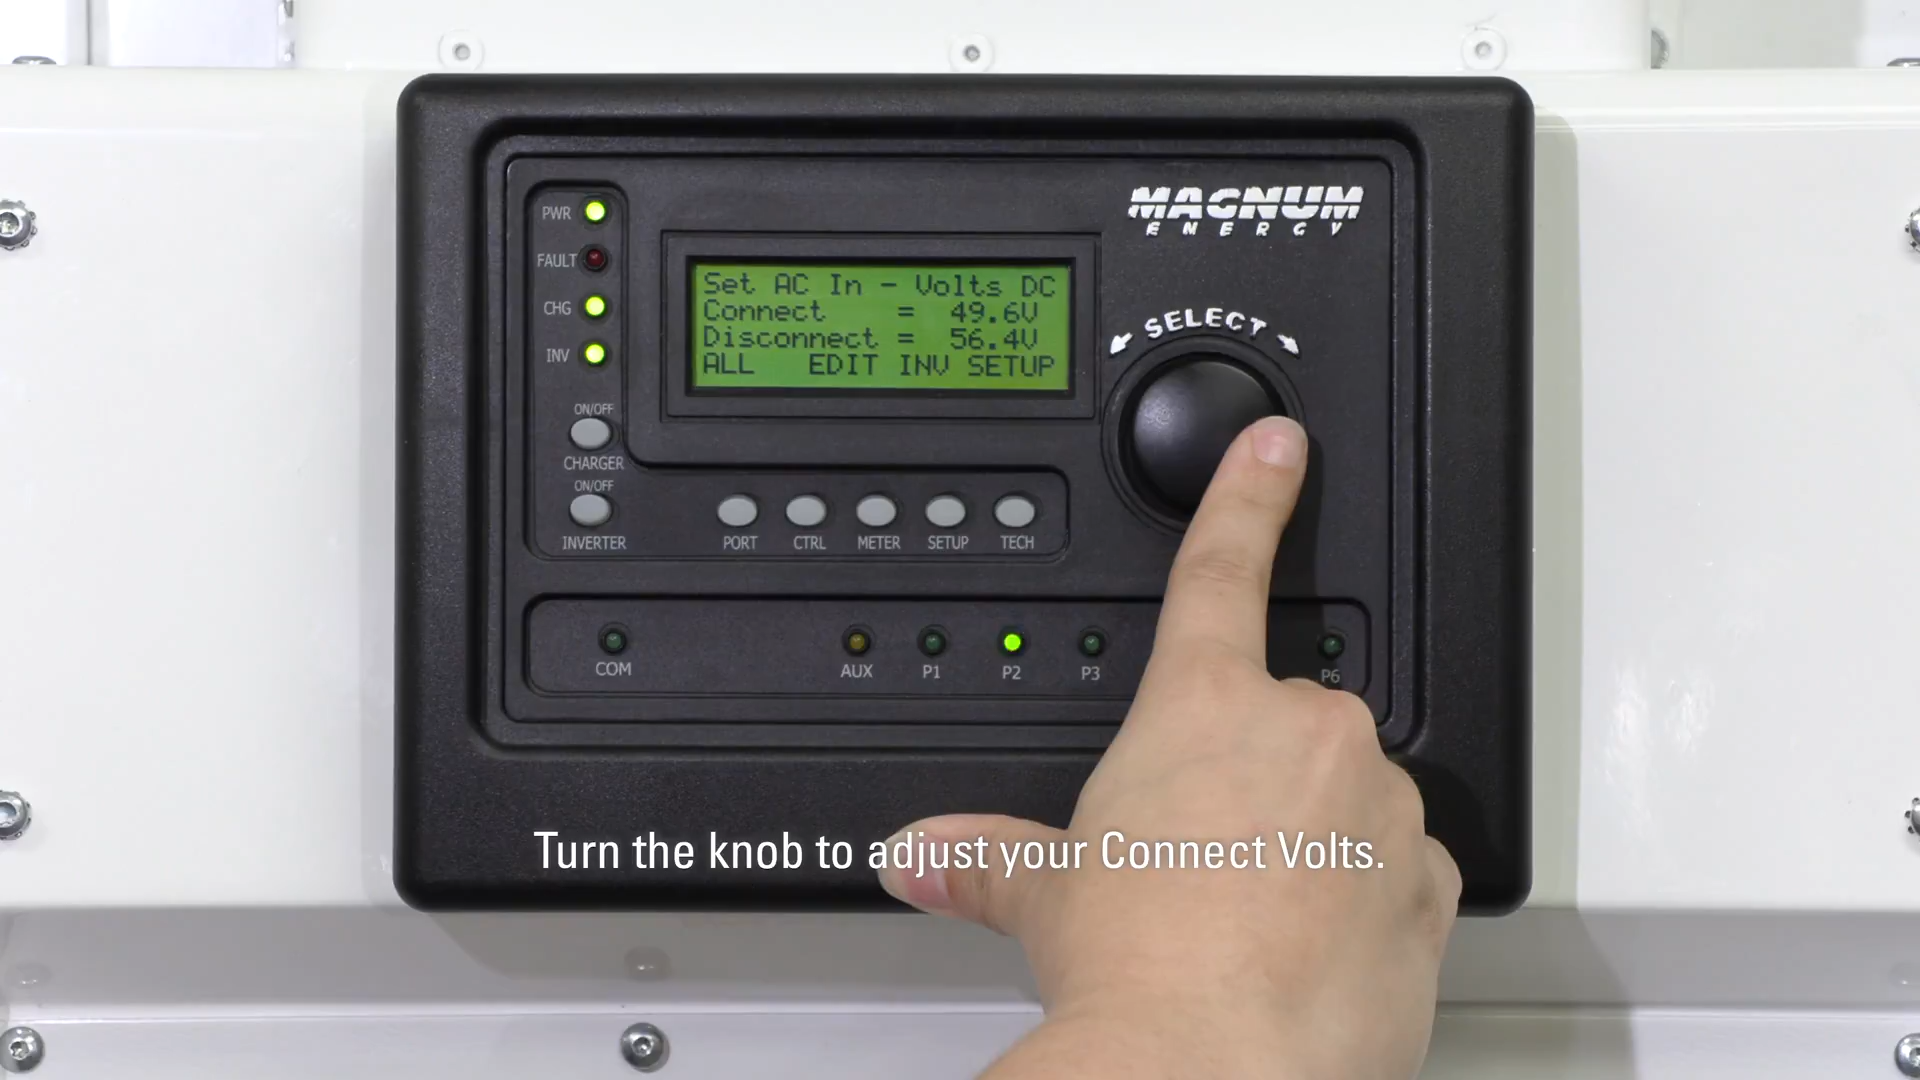 MAGNUM
ENERGY
PWR
FAULT
CHG
INV
Set AC In - Volts DC
Connect = 49.6V
Disconnect = 56.4V
ALL EDIT INV SETUP
SELECT
ON/OFF
CHARGER
ON/OFF
INVERTER
PORT CTRL METER SETUP TECH
COM AUX P1 P2 P3 P6
Turn the knob to adjust your Connect Volts.